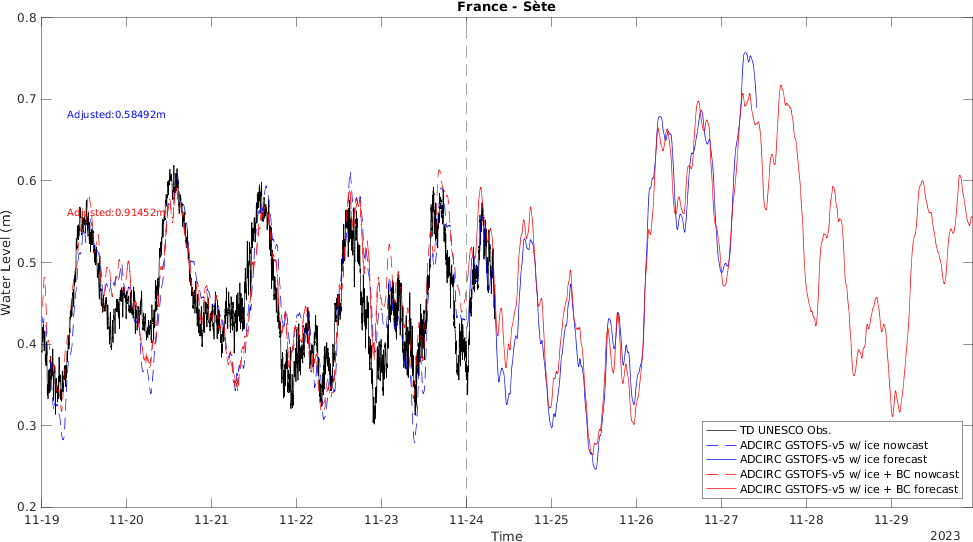 France - Sète
0.8
0.7
0.6
0.5
0.4
0.3
0.2
Water Level (m)
Adjusted:0.58492m
Adjusted:0.91452m
TD UNESCO Obs.
ADCIRC GSTOFS-v5 w/ ice nowcast
ADCIRC GSTOFS-v5 w/ ice forecast
ADCIRC GSTOFS-v5 w/ ice + BC nowcast
ADCIRC GSTOFS-v5 w/ ice + BC forecast
11-19 11-20 11-21 11-22 11-23 11-24 11-25 11-26 11-27 11-28 11-29
Time
2023